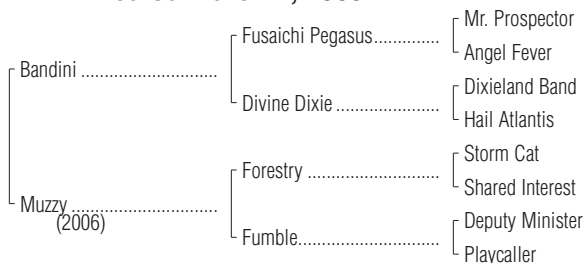 Fusaichi Pegasus............. Mr. Prospector
Angel Fever
Bandini ...........................
Divine Dixie .................... Dixieland Band
Hail Atlantis
Forestry .......................... Storm Cat
Shared Interest
Muzzy.............................
(2006)
Fumble............................ Deputy Minister
Playcaller